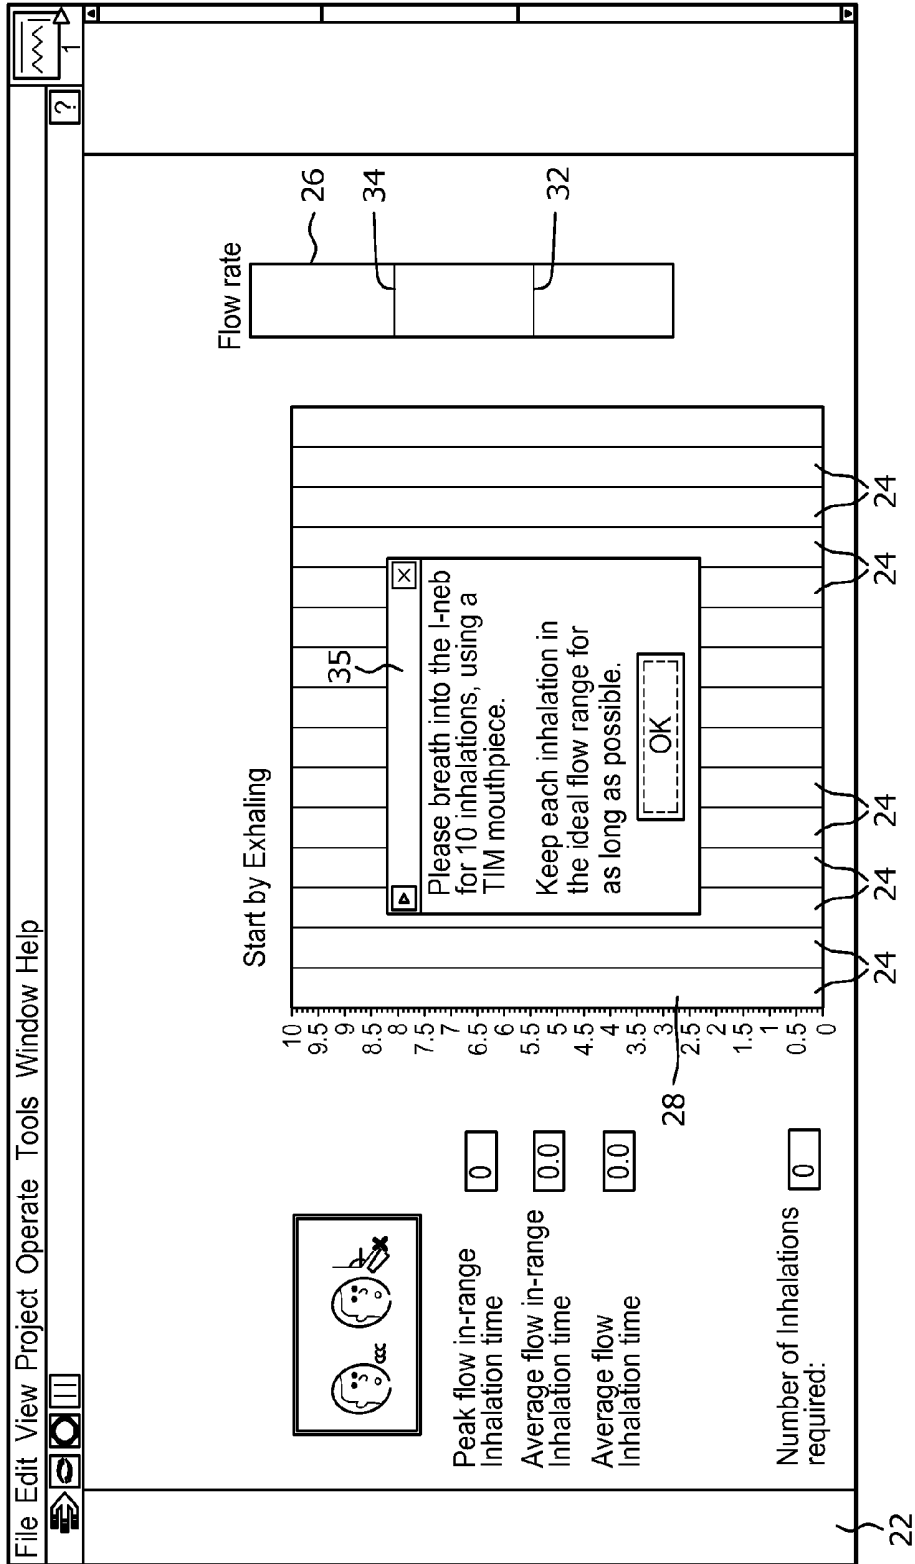 File Edit View Project Operate Tools Window Help
?
1
Start by Exhaling
Flow rate
26
34
32
10
9.5
9
8.5
8
7.5
7
6.5
6
5.5
5
4.5
4
3.5
3
2.5
2
1.5
1
0.5
0
28
35
Please breath into the I-neb
for 10 inhalations, using a
TIM mouthpiece.
Keep each inhalation in
the ideal flow range for
as long as possible.
OK
Peak flow in-range
Inhalation time
0
Average flow in-range
Inhalation time
0.0
Average flow
Inhalation time
0.0
Number of Inhalations
required:
0
24
24
24
24
24
22